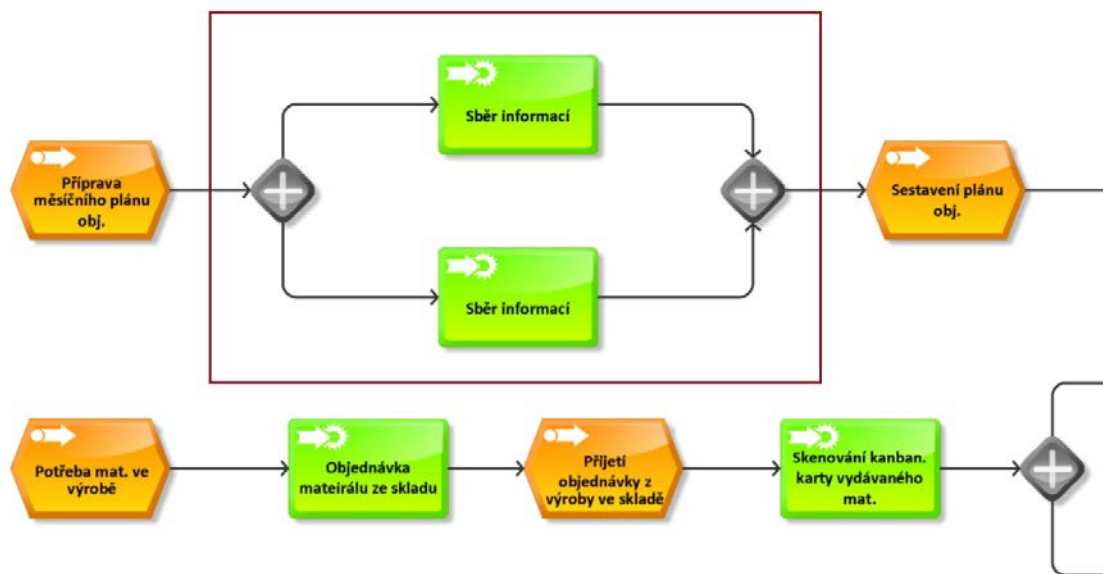 Sběr informací
Příprava
měsíčního plánu
obj.
Sestavení plánu
obj.
Sběr informací
Potřeba mat. ve
výrobě
Objednávka
mateirálu ze skladu
Přijetí
objednávky z
výroby ve skladě
Skenování kanban.
karty vydávaného
mat.